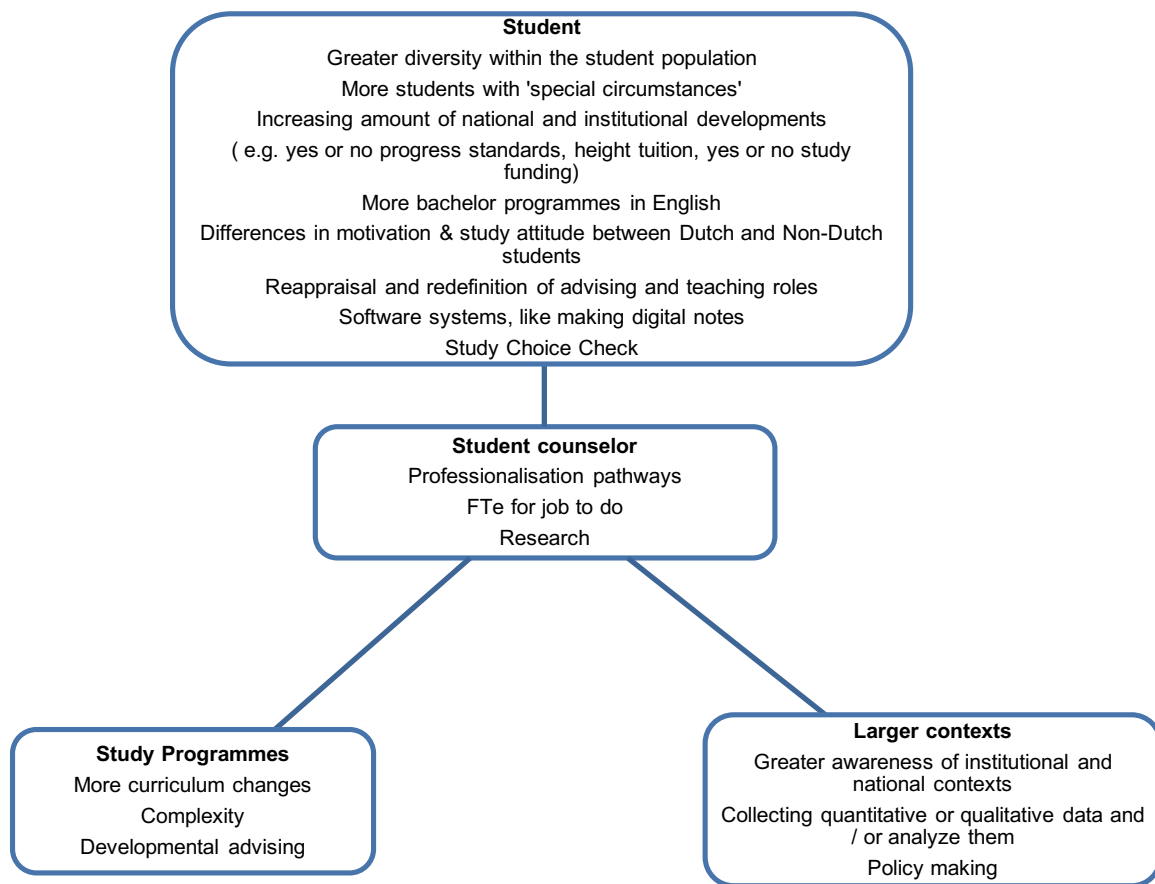 Student
Greater diversity within the student population
More students with 'special circumstances'
Increasing amount of national and institutional developments
( e.g. yes or no progress standards, height tuition, yes or no study
funding)
More bachelor programmes in English
Differences in motivation & study attitude between Dutch and Non-Dutch
students
Reappraisal and redefinition of advising and teaching roles
Software systems, like making digital notes
Study Choice Check
Student counselor
Professionalisation pathways
FTe for job to do
Research
Study Programmes
More curriculum changes
Complexity
Developmental advising
Larger contexts
Greater awareness of institutional and
national contexts
Collecting quantitative or qualitative data and
/ or analyze them
Policy making